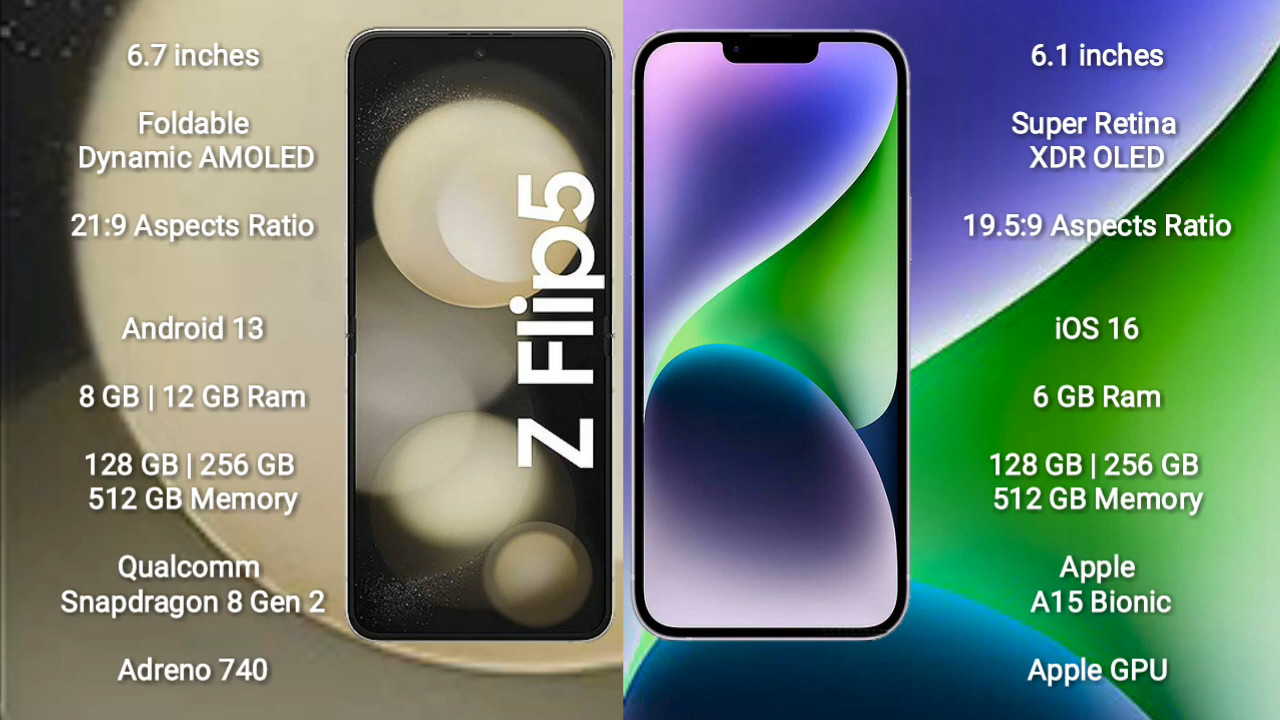 6.7 inches
Foldable
Dynamic AMOLED
21:9 Aspects Ratio
Android 13
8 GB | 12 GB Ram
128 GB | 256 GB
512 GB Memory
Qualcomm
Snapdragon 8 Gen 2
Adreno 740
Z Flip5
6.1 inches
Super Retina
XDR OLED
19.5:9 Aspects Ratio
iOS 16
6 GB Ram
128 GB | 256 GB
512 GB Memory
Apple
A15 Bionic
Apple GPU